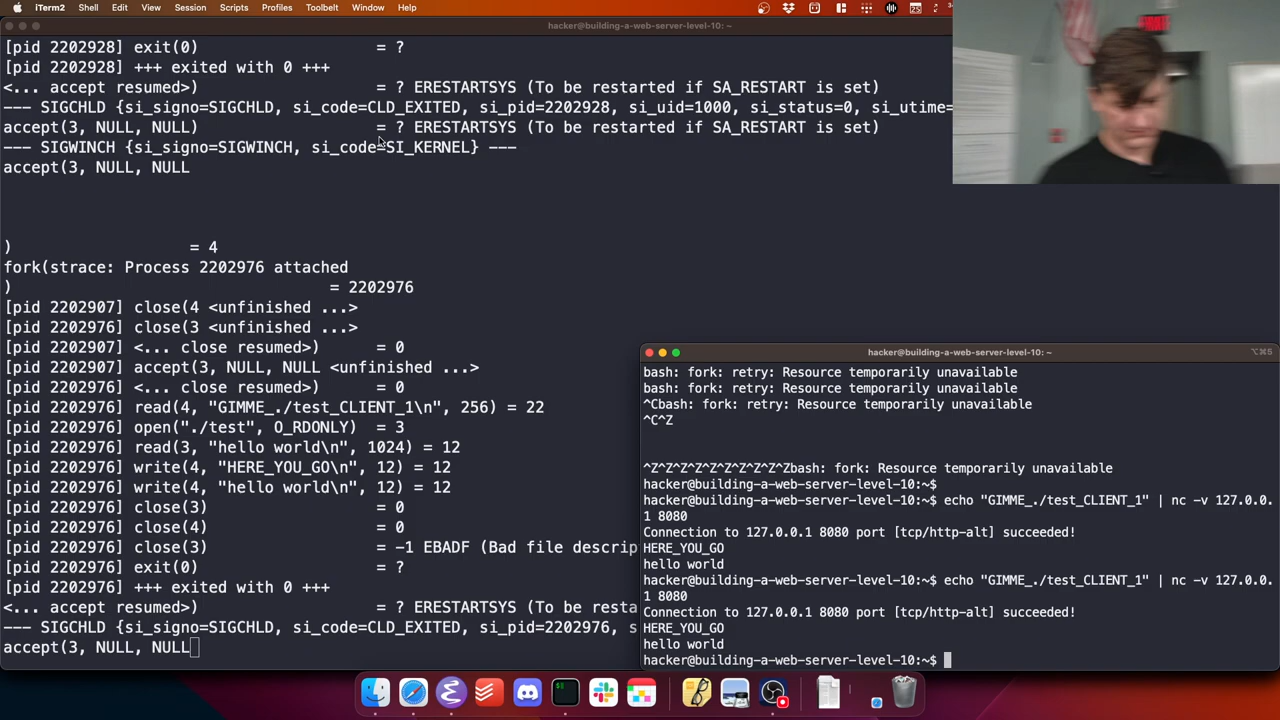 iTerm2 Shell Edit View Session Scripts Profiles Toolbelt Window Help
hacker@building-a-web-server-level-10: ~
[pid 2202928] exit(0) = ?
[pid 2202928] +++ exited with 0 +++
<... accept resumed>) = ? ERESTARTSYS (To be restarted if SA_RESTART is set)
--- SIGCHLD {si_signo=SIGCHLD, si_code=CLD_EXITED, si_pid=2202928, si_uid=1000, si_status=0, si_utime=
accept(3, NULL, NULL) = ? ERESTARTSYS (To be restarted if SA_RESTART is set)
--- SIGWINCH {si_signo=SIGWINCH, si_code=SI_KERNEL} ---
accept(3, NULL, NULL
) = 4
fork(strace: Process 2202976 attached
) = 2202976
[pid 2202907] close(4 <unfinished ...>
[pid 2202976] close(3 <unfinished ...>
[pid 2202907] <... close resumed>) = 0
[pid 2202907] accept(3, NULL, NULL <unfinished ...>
[pid 2202976] <... close resumed>) = 0
[pid 2202976] read(4, "GIMME_./test_CLIENT_1\n", 256) = 22
[pid 2202976] open("./test", O_RDONLY) = 3
[pid 2202976] read(3, "hello world\n", 1024) = 12
[pid 2202976] write(4, "HERE_YOU_GO\n", 12) = 12
[pid 2202976] write(4, "hello world\n", 12) = 12
[pid 2202976] close(3) = 0
[pid 2202976] close(4) = 0
[pid 2202976] close(3) = -1 EBADF (Bad file descrip
[pid 2202976] exit(0) = ?
[pid 2202976] +++ exited with 0 +++
<... accept resumed>) = ? ERESTARTSYS (To be resta
--- SIGCHLD {si_signo=SIGCHLD, si_code=CLD_EXITED, si_pid=2202976, s
accept(3, NULL, NULL
hacker@building-a-web-server-level-10: ~
⌥⌘5
bash: fork: retry: Resource temporarily unavailable
bash: fork: retry: Resource temporarily unavailable
^Cbash: fork: retry: Resource temporarily unavailable
^C^Z
^Z^Z^Z^Z^Z^Z^Z^Z^Z^Zbash: fork: Resource temporarily unavailable
hacker@building-a-web-server-level-10:~$
hacker@building-a-web-server-level-10:~$ echo "GIMME_./test_CLIENT_1" | nc -v 127.0.0.
1 8080
Connection to 127.0.0.1 8080 port [tcp/http-alt] succeeded!
HERE_YOU_GO
hello world
hacker@building-a-web-server-level-10:~$ echo "GIMME_./test_CLIENT_1" | nc -v 127.0.0.
1 8080
Connection to 127.0.0.1 8080 port [tcp/http-alt] succeeded!
HERE_YOU_GO
hello world
hacker@building-a-web-server-level-10:~$